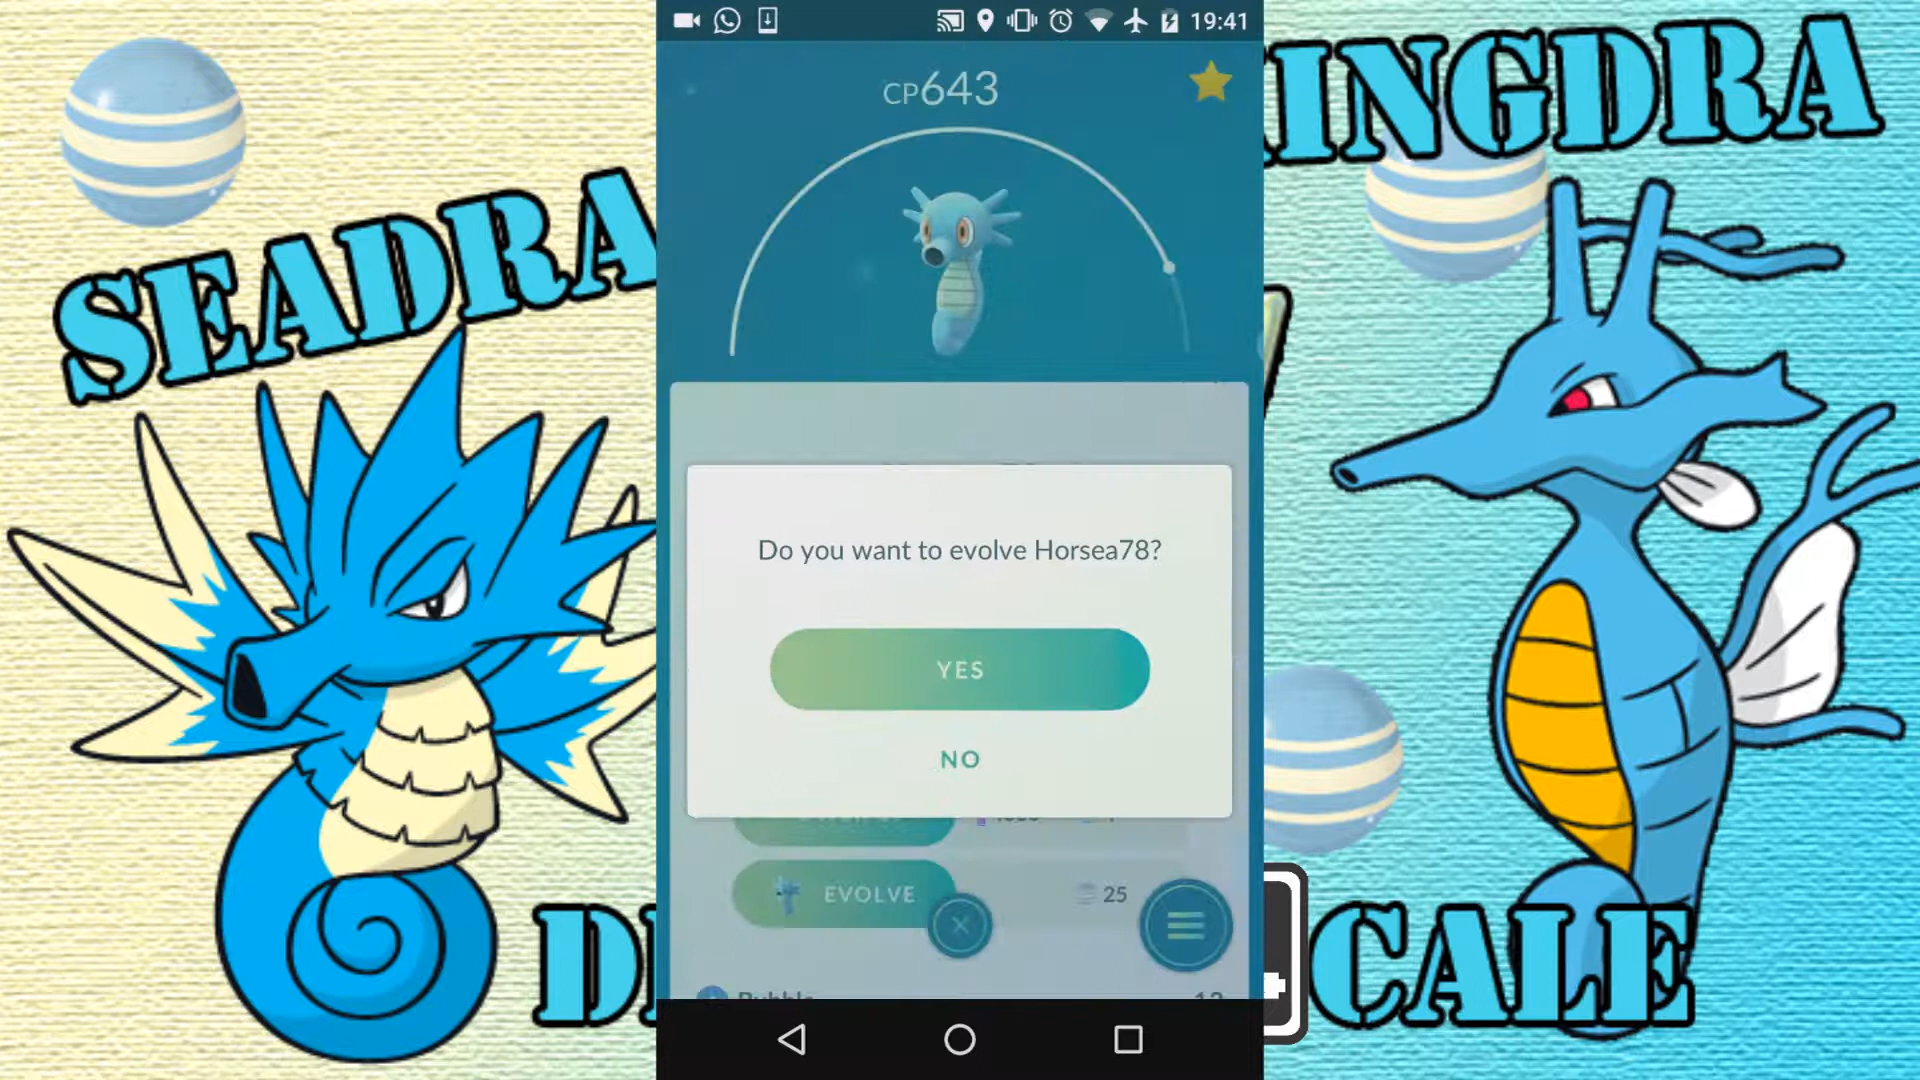 19:41
CP643
SEADRA
INGDRA
Do you want to evolve Horsea78?
YES
NO
EVOLVE 25
CALE